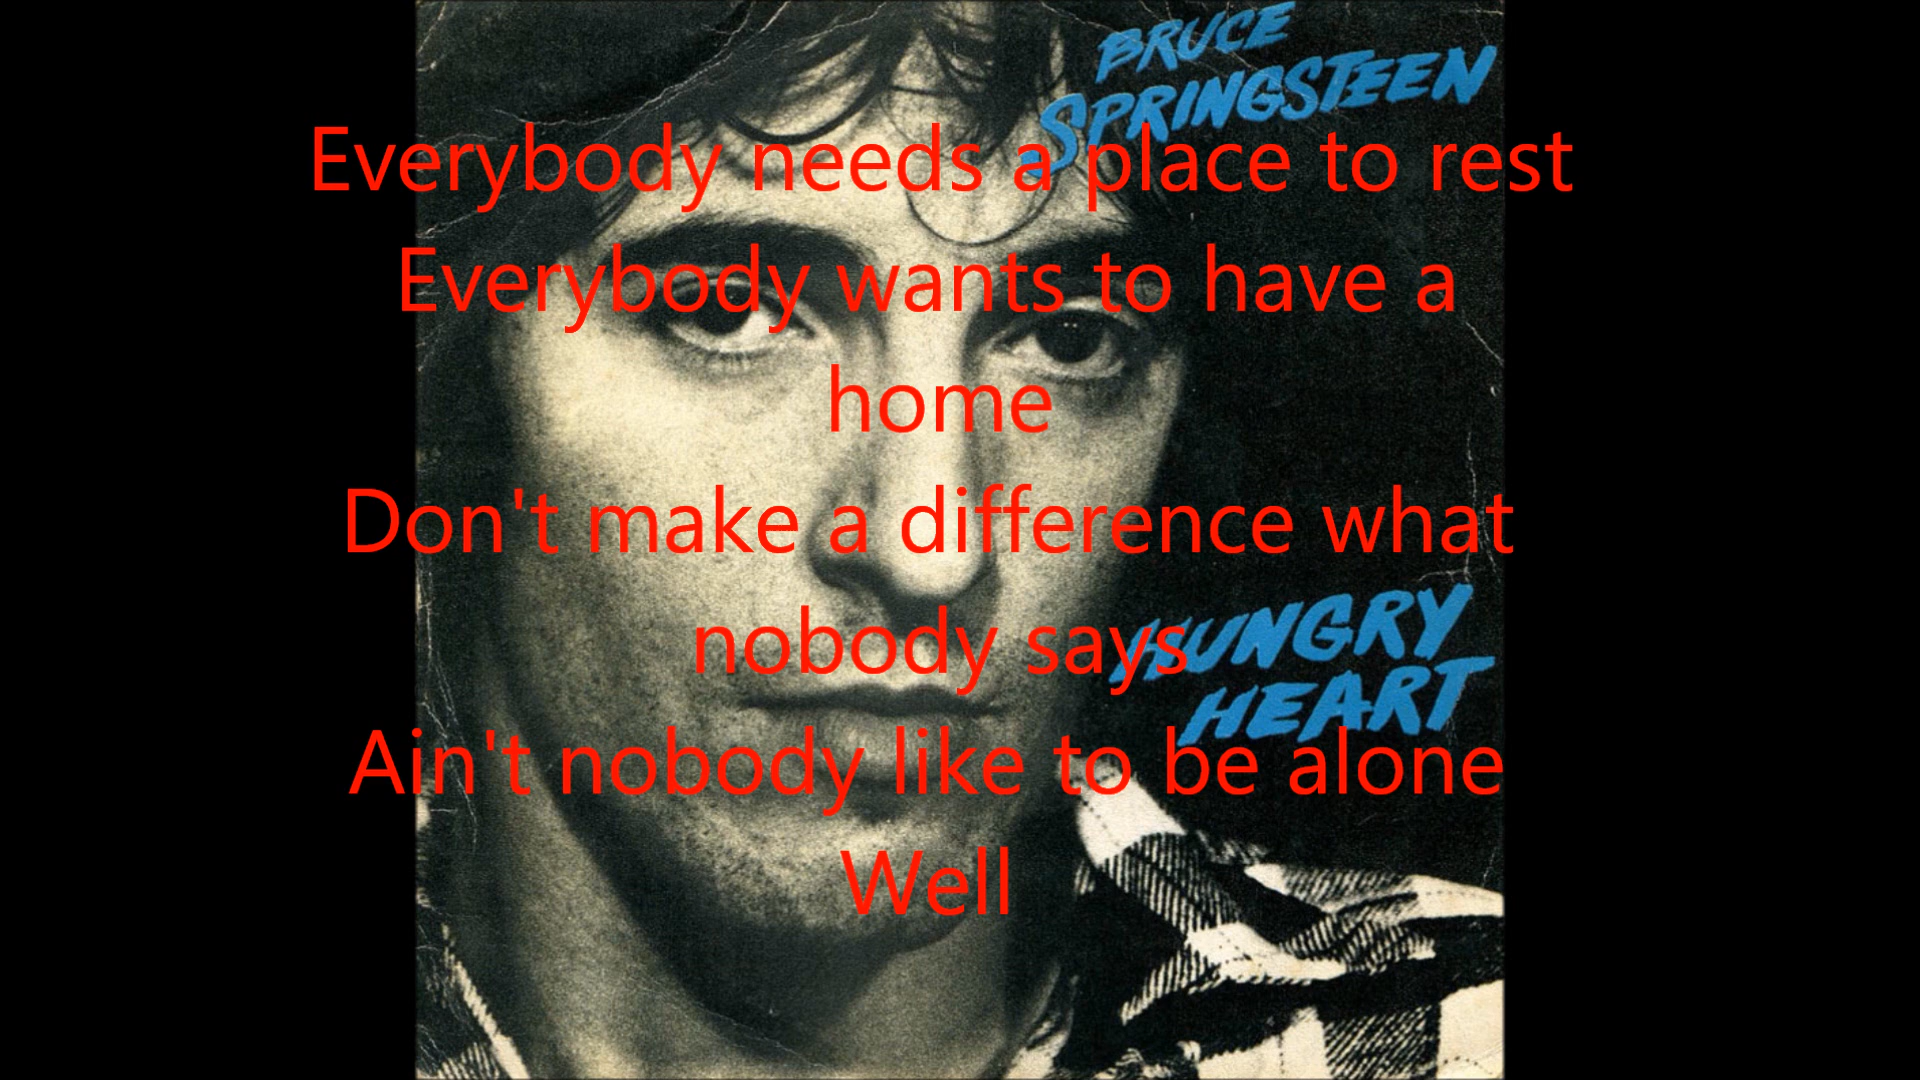 BRUCE
SPRINGSTEEN
Everybody needs a place to rest
Everybody wants to have a
home
Don't make a difference what
nobody says
HUNGRY
HEART
Ain't nobody like to be alone
Well